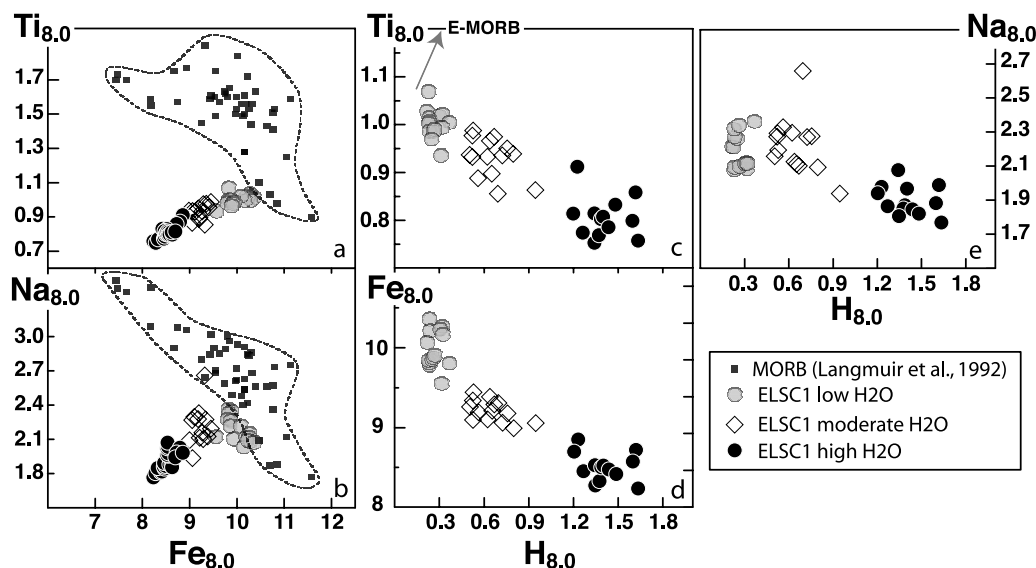 Ti8.0
1.7
1.5
1.3
1.1
0.9
0.7
a
Na8.0
3.0
2.7
2.4
2.1
1.8
b
7 8 9 10 11 12
Fe8.0
Ti8.0
E-MORB
1.1
1.0
0.9
0.8
c
Fe8.0
10
9
8
d
0.3 0.6 0.9 1.2 1.5 1.8
H8.0
Na8.0
2.7
2.5
2.3
2.1
1.9
1.7
e
0.3 0.6 0.9 1.2 1.5 1.8
H8.0
MORB (Langmuir et al., 1992)
ELSC1 low H2O
ELSC1 moderate H2O
ELSC1 high H2O